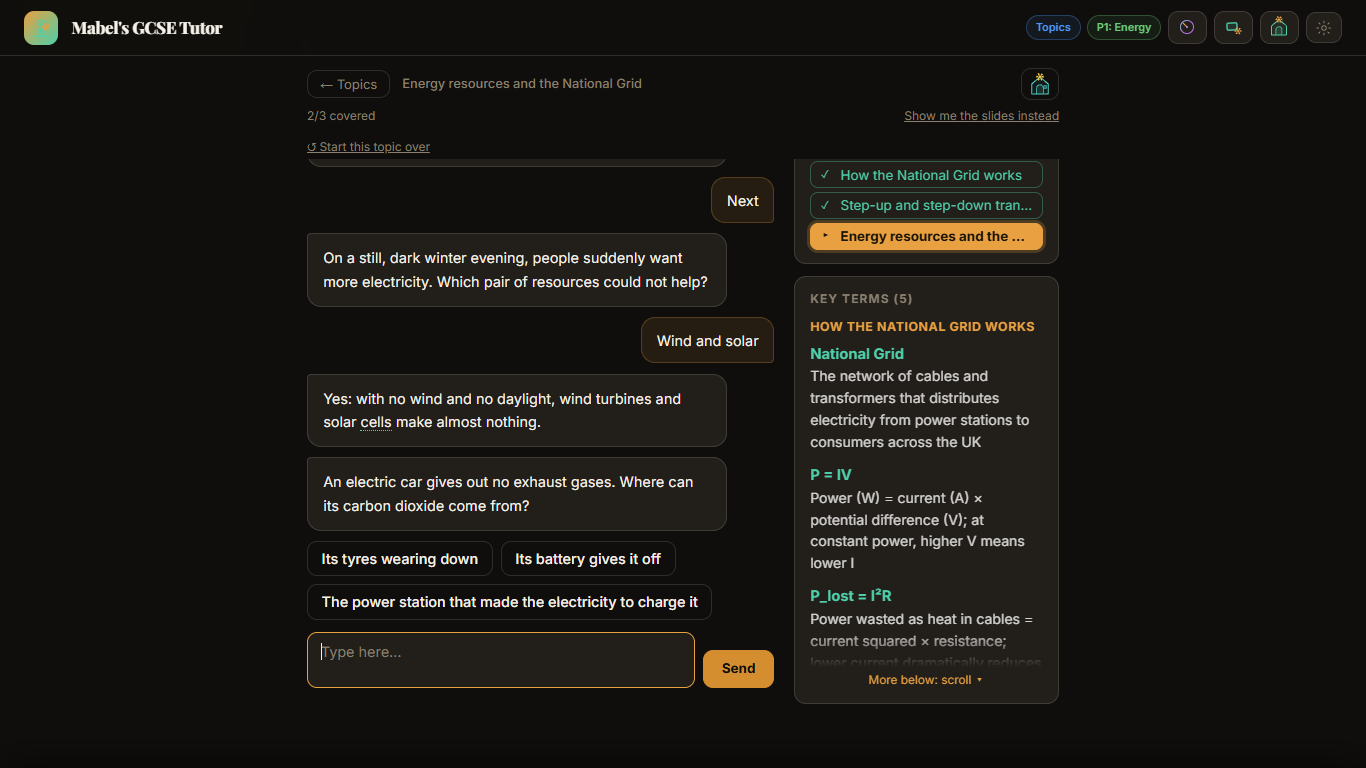 Mabel's GCSE Tutor
Topics
P1: Energy
← Topics
Energy resources and the National Grid
2/3 covered
Show me the slides instead
↺ Start this topic over
Next
On a still, dark winter evening, people suddenly want
more electricity. Which pair of resources could not help?
Wind and solar
Yes: with no wind and no daylight, wind turbines and
solar cells make almost nothing.
An electric car gives out no exhaust gases. Where can
its carbon dioxide come from?
Its tyres wearing down
Its battery gives it off
The power station that made the electricity to charge it
Type here...
Send
✓ How the National Grid works
✓ Step-up and step-down tran...
‣ Energy resources and the ...
KEY TERMS (5)
HOW THE NATIONAL GRID WORKS
National Grid
The network of cables and
transformers that distributes
electricity from power stations to
consumers across the UK
P = IV
Power (W) = current (A) ×
potential difference (V); at
constant power, higher V means
lower I
P_lost = I²R
Power wasted as heat in cables =
current squared × resistance;
lower current dramatically reduces
More below: scroll ▾